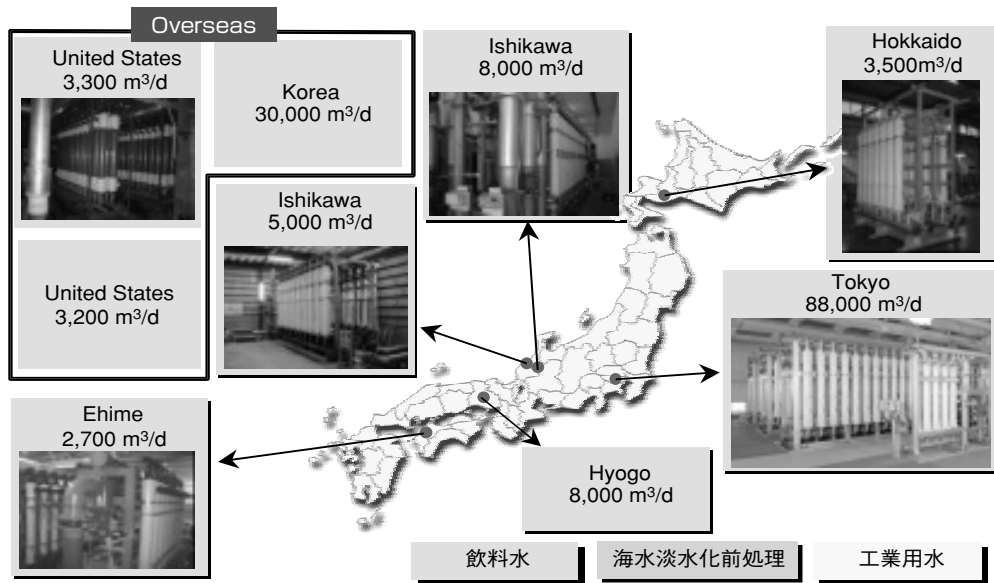 Overseas
United States
3,300 m³/d
Korea
30,000 m³/d
United States
3,200 m³/d
Ishikawa
8,000 m³/d
Hokkaido
3,500m³/d
Ishikawa
5,000 m³/d
Tokyo
88,000 m³/d
Ehime
2,700 m³/d
Hyogo
8,000 m³/d
飲料水
海水淡水化前処理
工業用水